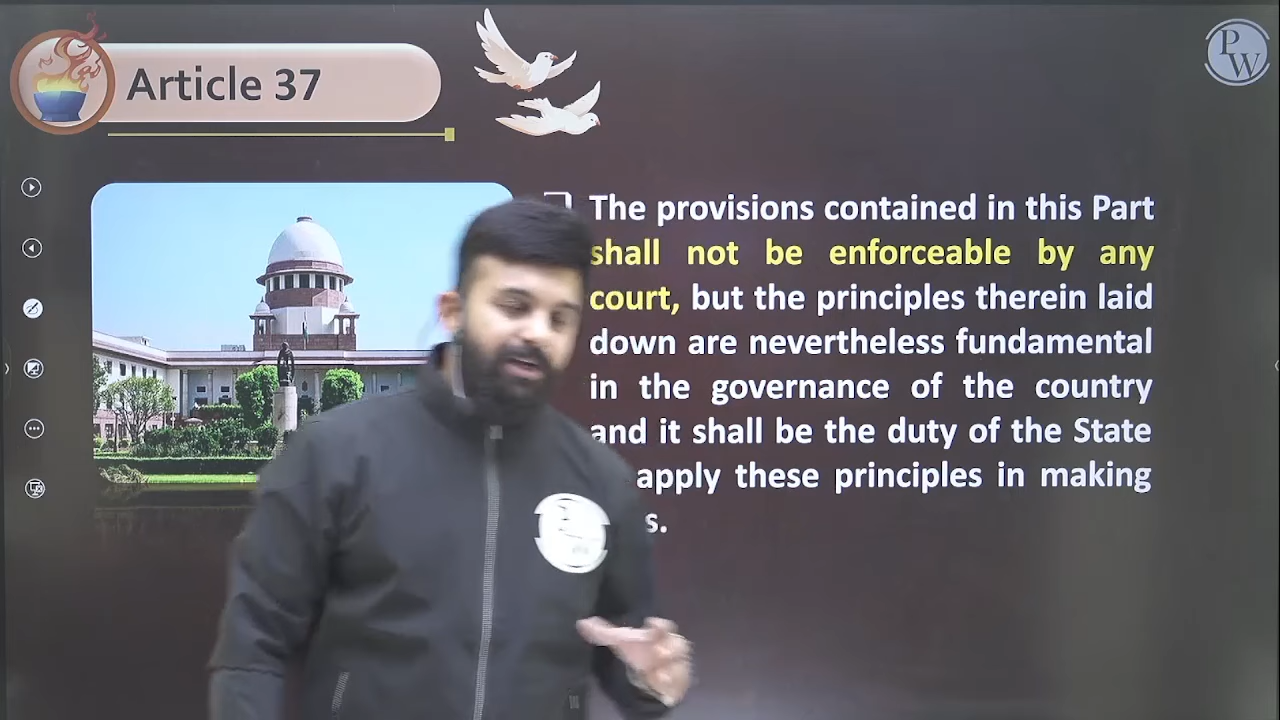 Article 37
PW
The provisions contained in this Part
shall not be enforceable by any
court, but the principles therein laid
down are nevertheless fundamental
in the governance of the country
and it shall be the duty of the State
apply these principles in making
s.